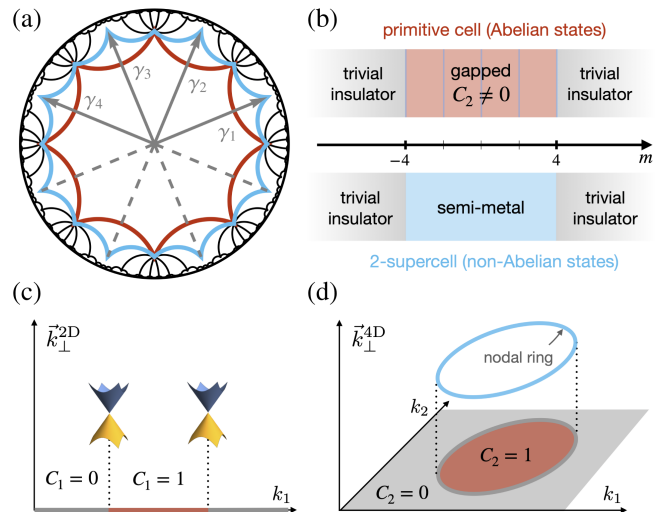 (a)
γ₃
γ₂
γ₄
γ₁
(b)
primitive cell (Abelian states)
trivial
insulator
gapped
C₂ ≠ 0
trivial
insulator
−4
4
m
trivial
insulator
semi-metal
trivial
insulator
2-supercell (non-Abelian states)
(c)
k⃗⊥²ᴰ
C₁ = 0
C₁ = 1
k₁
(d)
k⃗⊥⁴ᴰ
nodal ring
k₂
C₂ = 1
C₂ = 0
k₁